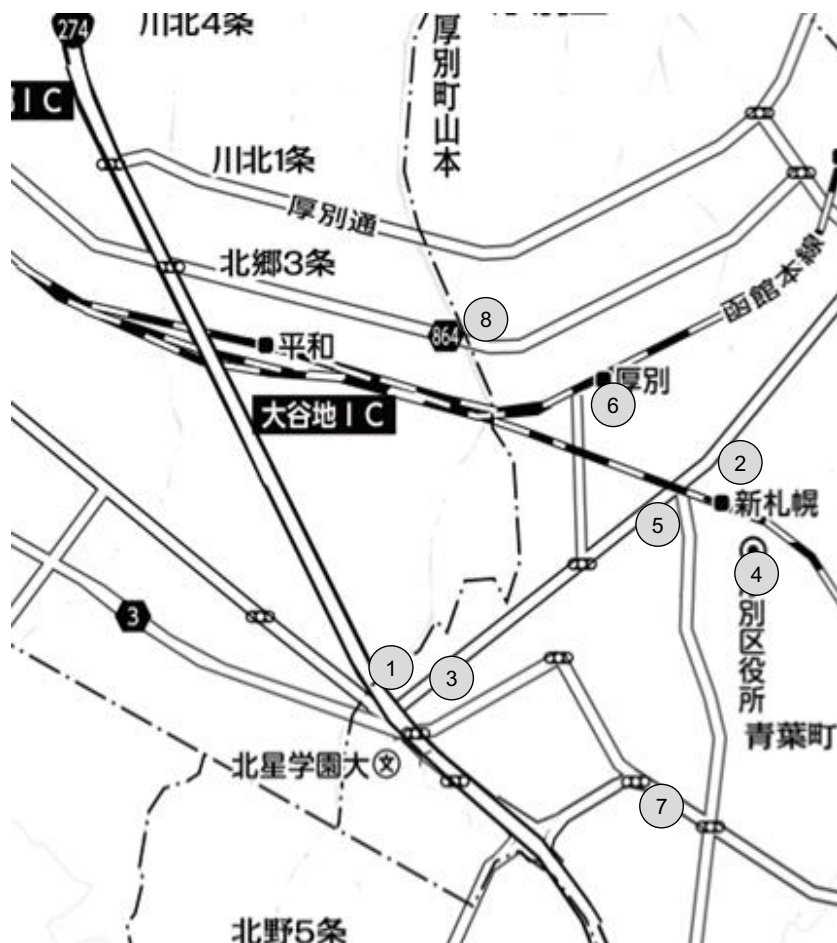 274
川北4条
厚別町山本
IC
川北1条
厚別通
北郷3条
函館本線
864
8
平和
厚別
大谷地IC
6
2
新札幌
5
4
別区役所
3
1
3
青葉町
北星学園大
文
7
北野5条